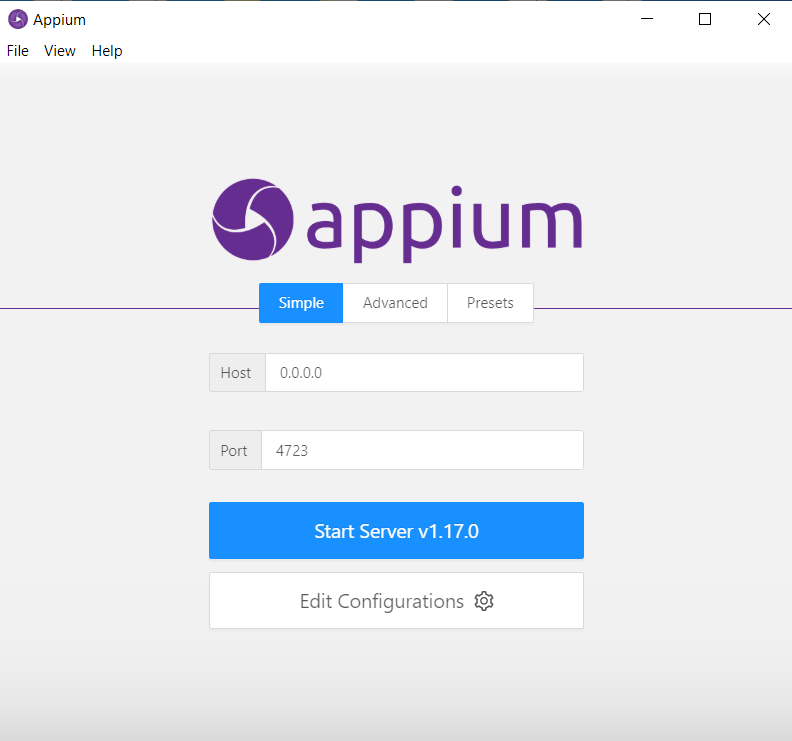 Appium
File View Help
appium
Simple Advanced Presets
Host 0.0.0.0
Port 4723
Start Server v1.17.0
Edit Configurations